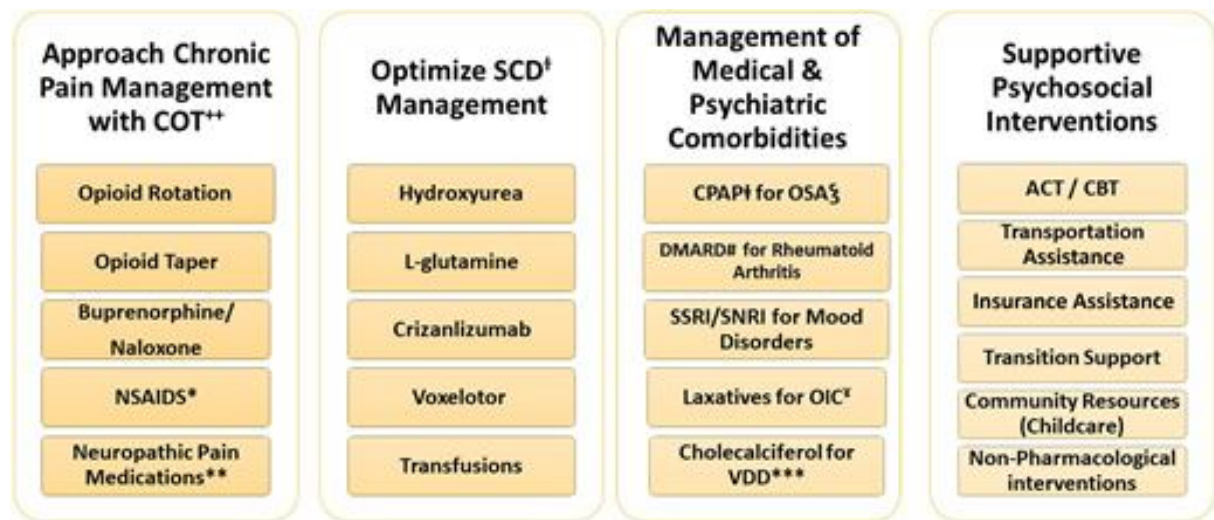 Approach Chronic
Pain Management
with COT⁺⁺
Opioid Rotation
Opioid Taper
Buprenorphine/
Naloxone
NSAIDS*
Neuropathic Pain
Medications**
Optimize SCDƗ
Management
Hydroxyurea
L-glutamine
Crizanlizumab
Voxelotor
Transfusions
Management of
Medical &
Psychiatric
Comorbidities
CPAPƗ for OSA§
DMARD# for Rheumatoid
Arthritis
SSRI/SNRI for Mood
Disorders
Laxatives for OIC¥
Cholecalciferol for
VDD***
Supportive
Psychosocial
Interventions
ACT / CBT
Transportation
Assistance
Insurance Assistance
Transition Support
Community Resources
(Childcare)
Non-Pharmacological
interventions